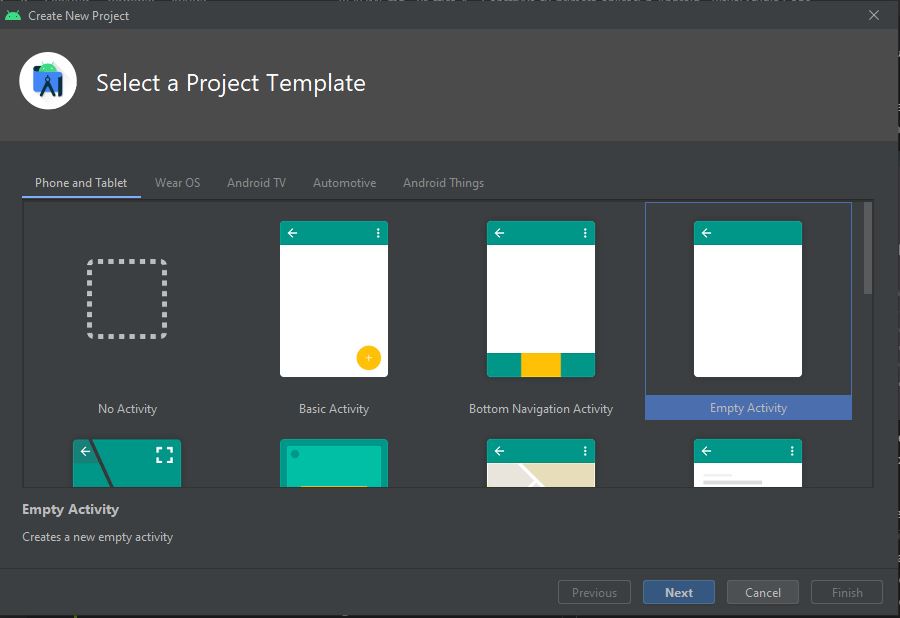 Create New Project
Select a Project Template
Phone and Tablet
Wear OS
Android TV
Automotive
Android Things
No Activity
Basic Activity
Bottom Navigation Activity
Empty Activity
Empty Activity
Creates a new empty activity
Previous
Next
Cancel
Finish